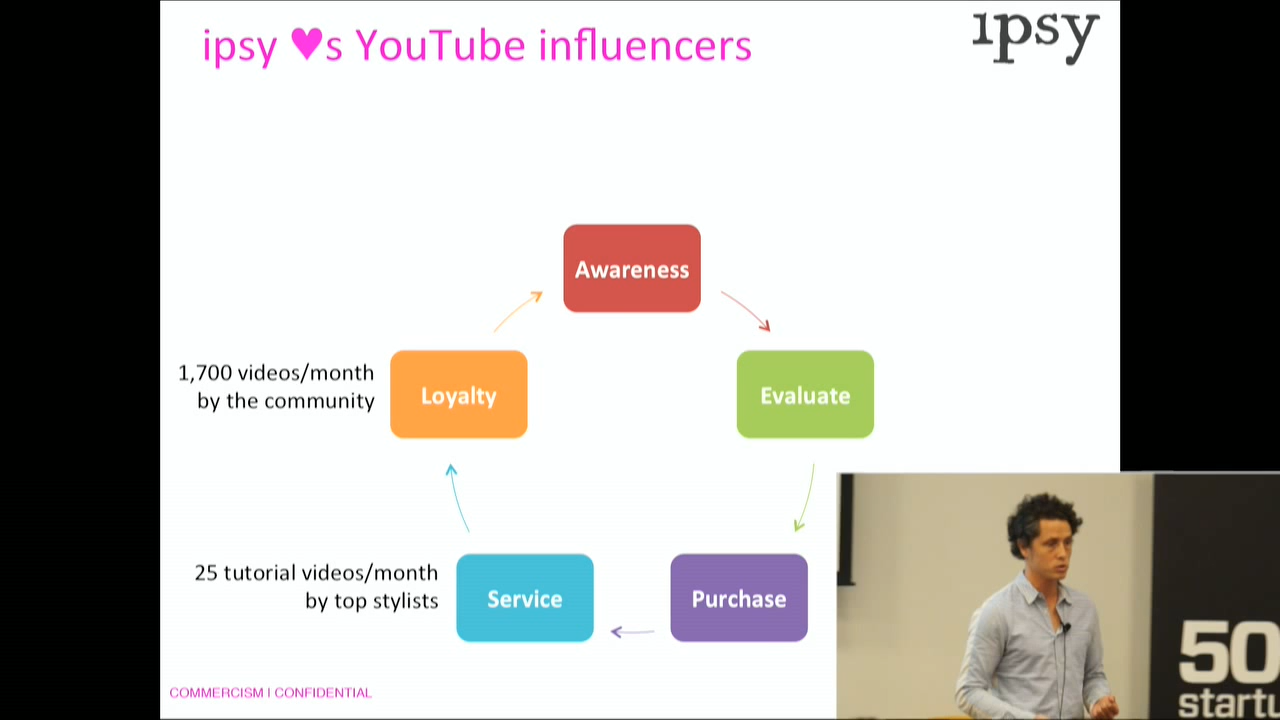 ipsy ♥s YouTube influencers
ipsy
Awareness
1,700 videos/month
by the community
Loyalty
Evaluate
25 tutorial videos/month
by top stylists
Service
Purchase
COMMERCISM | CONFIDENTIAL
50
startu